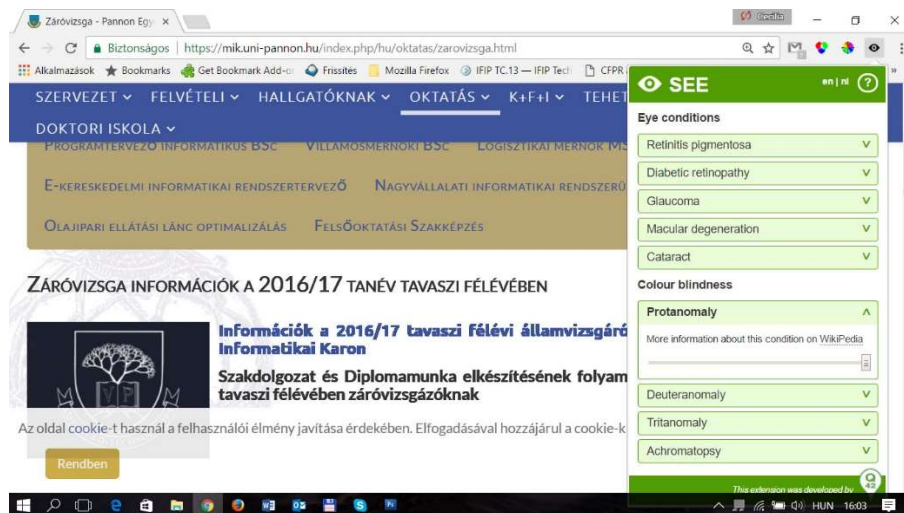 Záróvizsga - Pannon Egy
Cecília
Biztonságos | https://mik.uni-pannon.hu/index.php/hu/oktatas/zarovizsga.html
Alkalmazások Bookmarks Get Bookmark Add-o Frissítés Mozilla Firefox IFIP TC.13 — IFIP Tech CFPR
SZERVEZET FELVÉTELI HALLGATÓKNAK OKTATÁS K+F+I TEHET
DOKTORI ISKOLA
PROGRAMTERVEZŐ INFORMATIKUS BSC VILLAMOSMÉRNÖKI BSC LOGISZTIKAI MÉRNÖK MS
E-KERESKEDELMI INFORMATIKAI RENDSZERTERVEZŐ NAGYVÁLLALATI INFORMATIKAI RENDSZERÜ
OLAJIPARI ELLÁTÁSI LÁNC OPTIMALIZÁLÁS FELSŐOKTATÁSI SZAKKÉPZÉS
ZÁRÓVIZSGA INFORMÁCIÓK A 2016/17 TANÉV TAVASZI FÉLÉVÉBEN
Információk a 2016/17 tavaszi félévi államvizsgáró
Informatikai Karon
Szakdolgozat és Diplomamunka elkészítésének folyam
tavaszi félévében záróvizsgázóknak
M VP M
Az oldal cookie-t használ a felhasználói élmény javítása érdekében. Elfogadásával hozzájárul a cookie-k
Rendben
SEE
en | nl ?
Eye conditions
Retinitis pigmentosa
Diabetic retinopathy
Glaucoma
Macular degeneration
Cataract
Colour blindness
Protanomaly
More information about this condition on WikiPedia
Deuteranomaly
Tritanomaly
Achromatopsy
This extension was developed by Q42
HUN 16:03